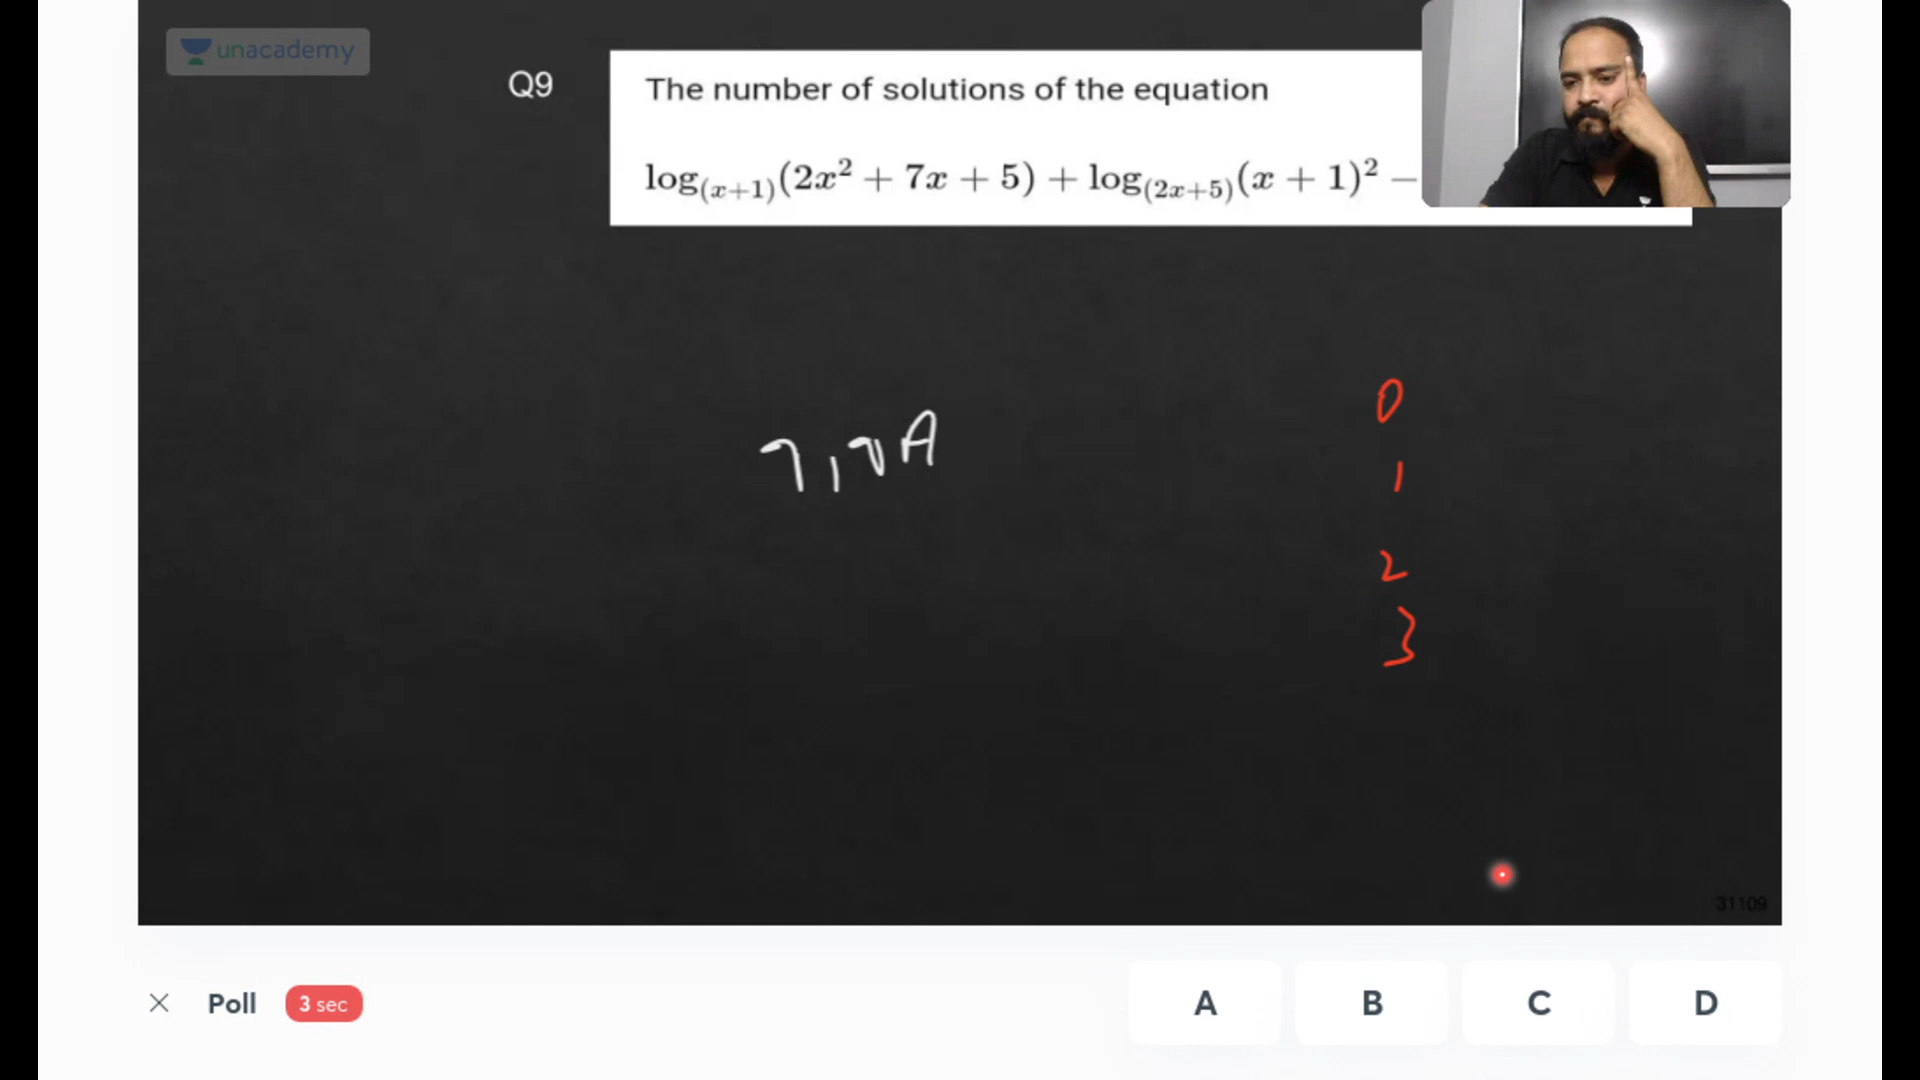 unacademy
Q9
The number of solutions of the equation
log₍ₓ₊₁₎(2x² + 7x + 5) + log₍₂ₓ₊₅₎(x + 1)² −
0
1
2
3
31109
× Poll 3 sec A B C D